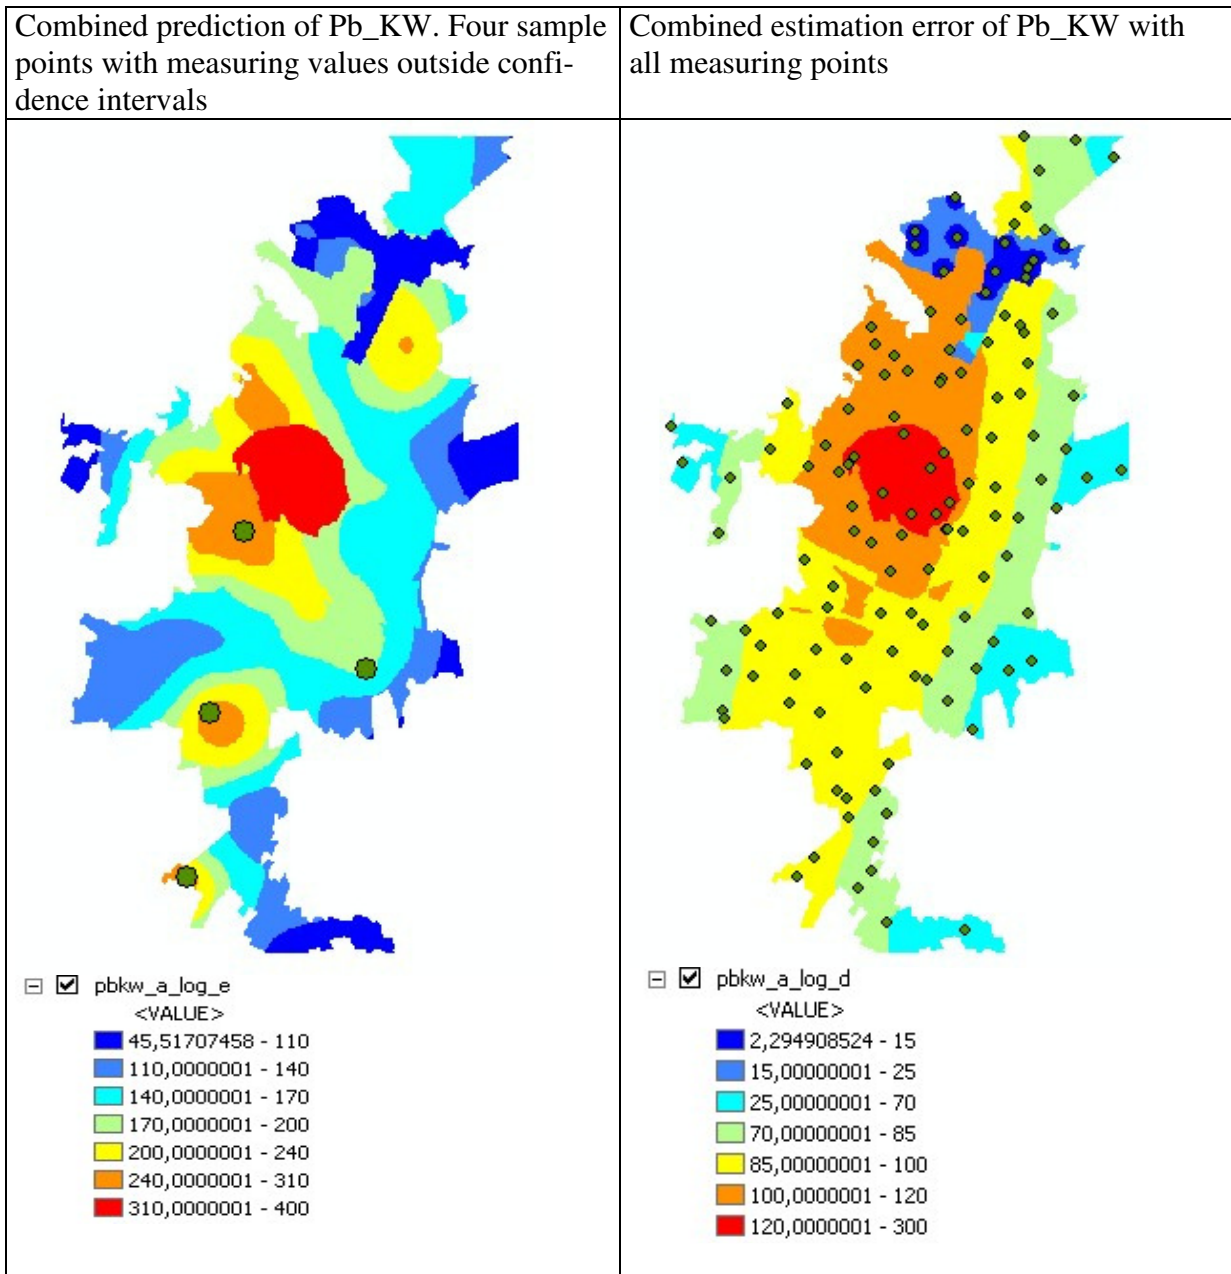 Combined prediction of Pb_KW. Four sample
points with measuring values outside confi-
dence intervals
Combined estimation error of Pb_KW with
all measuring points
pbkw_a_log_e
<VALUE>
45,51707458 - 110
110,0000001 - 140
140,0000001 - 170
170,0000001 - 200
200,0000001 - 240
240,0000001 - 310
310,0000001 - 400
pbkw_a_log_d
<VALUE>
2,294908524 - 15
15,00000001 - 25
25,00000001 - 70
70,00000001 - 85
85,00000001 - 100
100,0000001 - 120
120,0000001 - 300